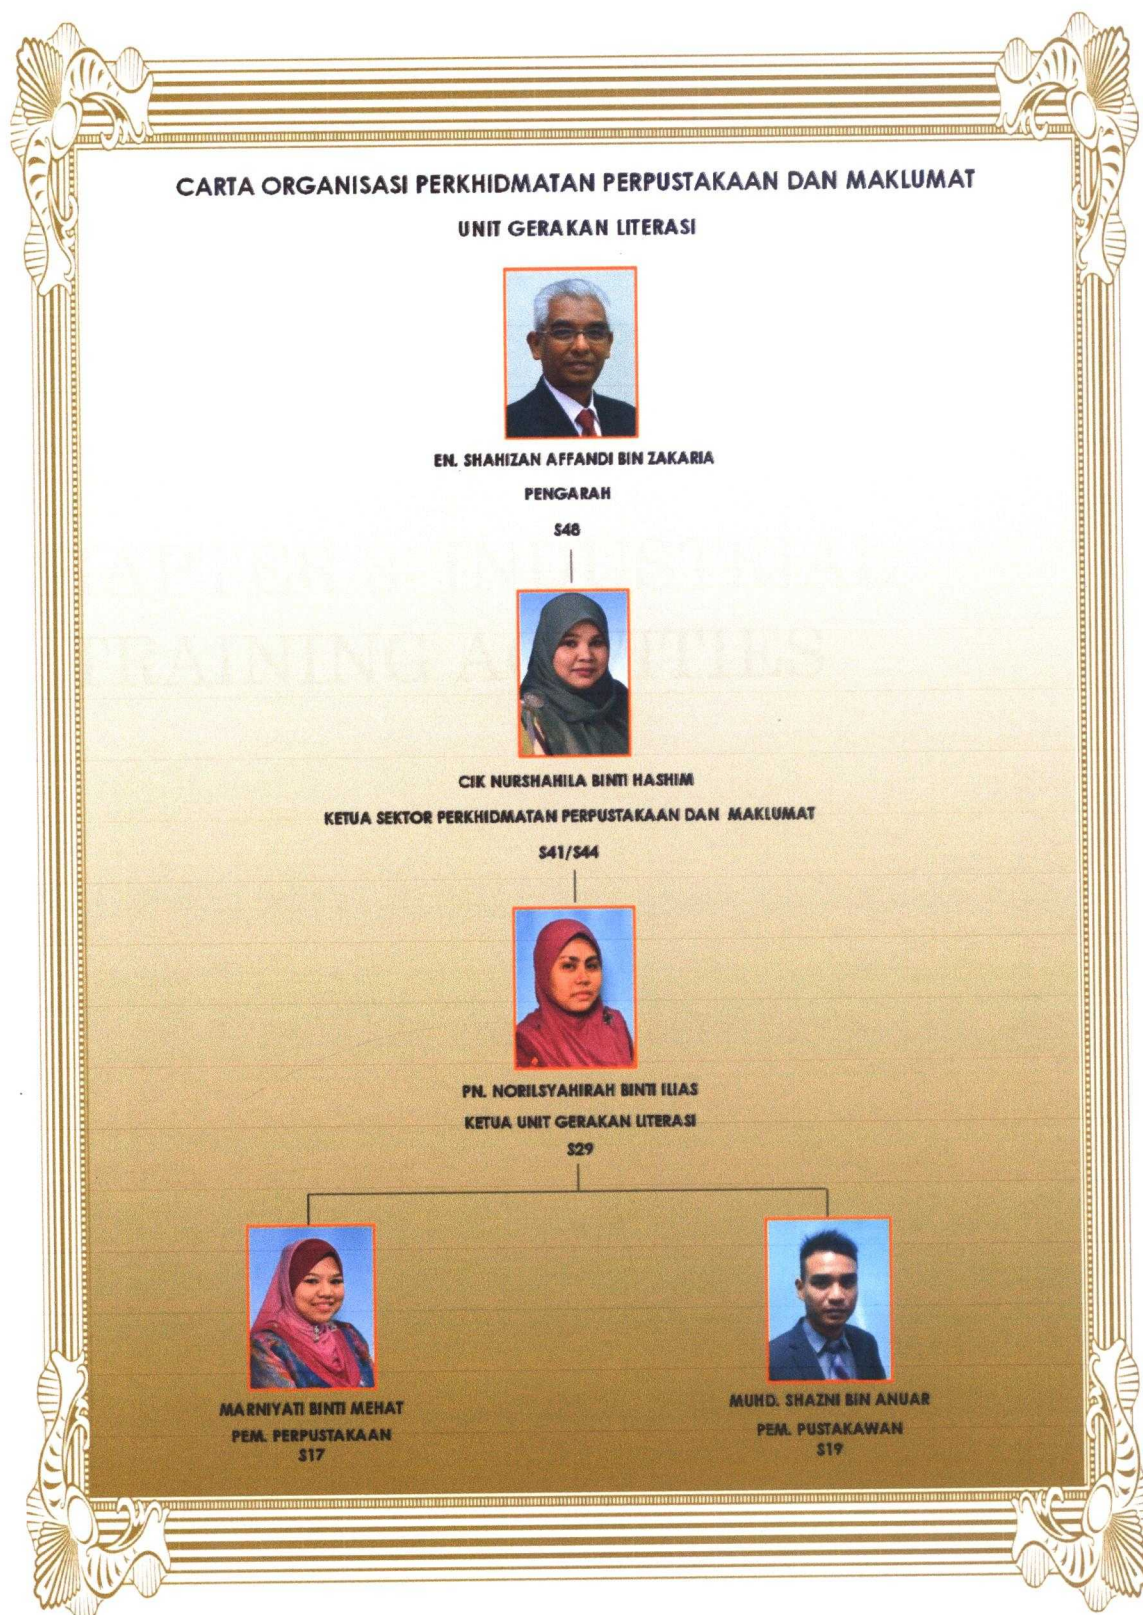 CARTA ORGANISASI PERKHIDMATAN PERPUSTAKAAN DAN MAKLUMAT
UNIT GERAKAN LITERASI
EN. SHAHIZAN AFFANDI BIN ZAKARIA
PENGARAH
S48
CIK NURSHAHILA BINTI HASHIM
KETUA SEKTOR PERKHIDMATAN PERPUSTAKAAN DAN MAKLUMAT
S41/S44
PN. NORILSYAHIRAH BINTI ILIAS
KETUA UNIT GERAKAN LITERASI
S29
MARNIYATI BINTI MEHAT
PEM. PERPUSTAKAAN
S17
MUHD. SHAZNI BIN ANUAR
PEM. PUSTAKAWAN
S19